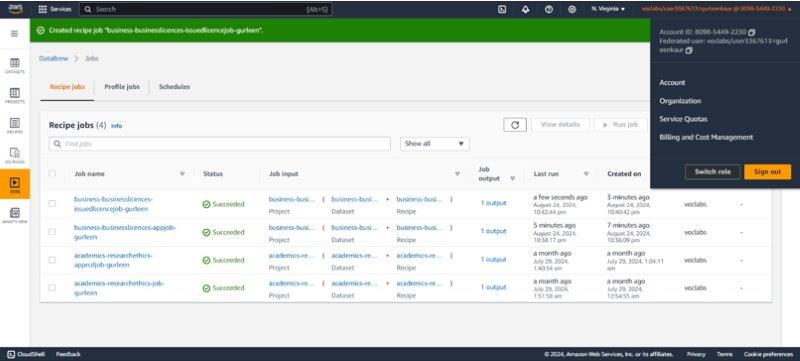 aws
Services
Search
[Alt+S]
N. Virginia
voclabs/user3367613=gurleenkaur @ 8098-5449-2230
Account ID: 8098-5449-2230
Federated user: voclabs/user3367613=gurl
eenkaur
Account
Organization
Service Quotas
Billing and Cost Management
Switch role
Sign out
Created recipe job "business-businesslicences-issuedlicencejob-gurleen".
DATASETS
PROJECTS
RECIPES
DQ RULES
JOBS
WHAT'S NEW
DataBrew > Jobs
Recipe jobs
Profile jobs
Schedules
Recipe jobs (4) Info
View details
Run job
Find jobs
Show all
Job name
Status
Job input
Job output
Last run
Created on
business-businesslicences-issuedlicencejob-gurleen
Succeeded
business-busi... ( business-busi... + business-busi... )
Project Dataset Recipe
1 output
a few seconds ago
August 24, 2024, 10:42:44 pm
3 minutes ago
August 24, 2024, 10:40:42 pm
voclabs
-
business-businesslicences-appjob-gurleen
Succeeded
business-busi... ( business-busi... + business-busi... )
Project Dataset Recipe
1 output
5 minutes ago
August 24, 2024, 10:38:17 pm
7 minutes ago
August 24, 2024, 10:36:09 pm
voclabs
-
academics-researchethics-apprdjob-gurleen
Succeeded
academics-re... ( academics-re... + academics-re... )
Project Dataset Recipe
1 output
a month ago
July 29, 2024, 1:40:34 am
a month ago
July 29, 2024, 1:04:11 am
voclabs
-
academics-researchethics-job-gurleen
Succeeded
academics-re... ( academics-re... + academics-re... )
Project Dataset Recipe
1 output
a month ago
July 29, 2024, 1:51:58 am
a month ago
July 29, 2024, 12:54:55 am
voclabs
-
CloudShell
Feedback
© 2024, Amazon Web Services, Inc. or its affiliates.
Privacy
Terms
Cookie preferences